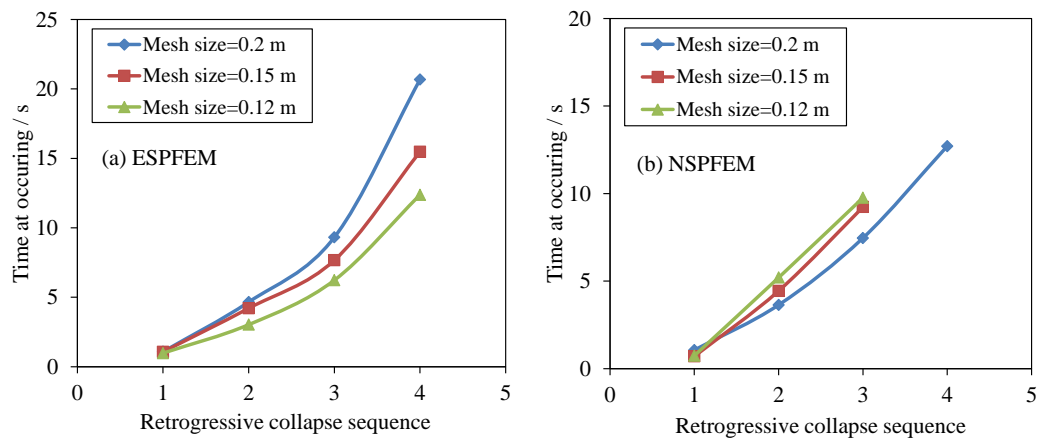 25
20
15
10
5
0
0 1 2 3 4 5
Time at occuring / s
Retrogressive collapse sequence
Mesh size=0.2 m
Mesh size=0.15 m
Mesh size=0.12 m
(a) ESPFEM
20
15
10
5
0
0 1 2 3 4 5
Time at occuring / s
Retrogressive collapse sequence
Mesh size=0.2 m
Mesh size=0.15 m
Mesh size=0.12 m
(b) NSPFEM